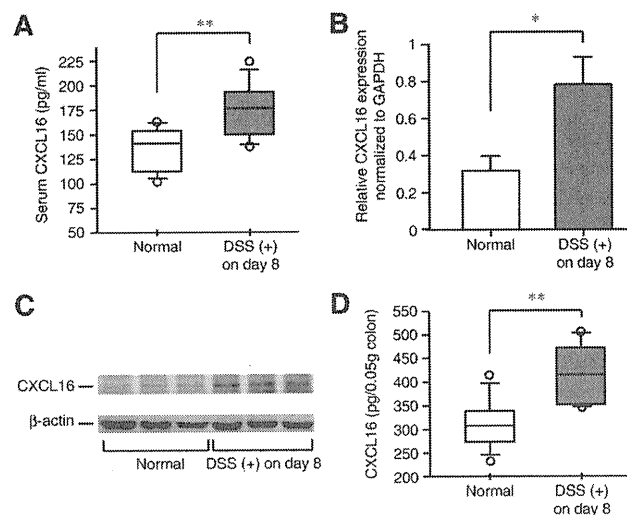 A
**
Serum CXCL16 (pg/ml)
225
200
175
150
125
100
75
50
Normal
DSS (+)
on day 8
B
*
Relative CXCL16 expression
normalized to GAPDH
1
0.8
0.6
0.4
0.2
0
Normal
DSS (+)
on day 8
C
CXCL16
β-actin
Normal
DSS (+) on day 8
D
**
CXCL16 (pg/0.05g colon)
550
500
450
400
350
300
250
200
Normal
DSS (+)
on day 8